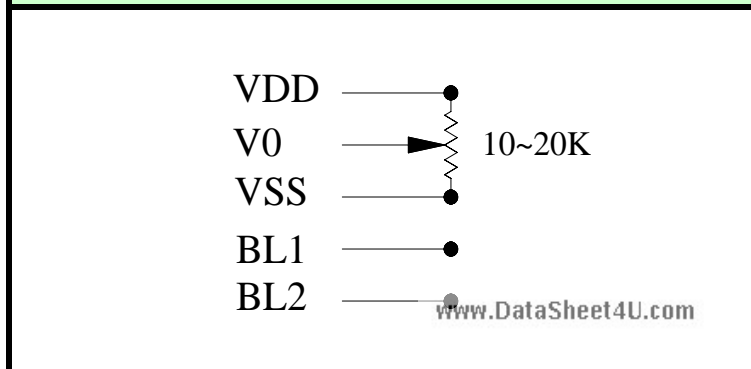 VDD
V0
10~20K
VSS
BL1
BL2
www.DataSheet4U.com